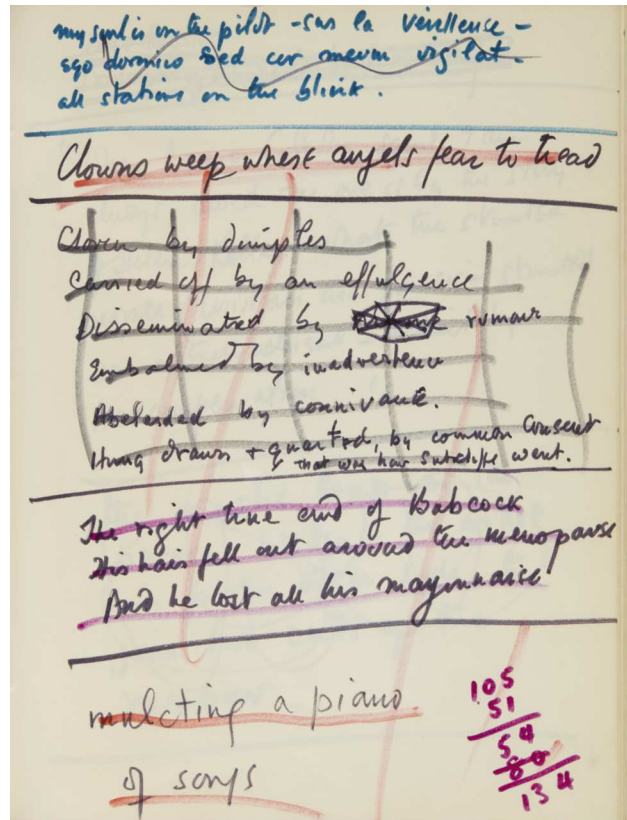 my soul is on the pilot - sur la veilleuse -
ego dormio sed cor meum vigilat.
all stations on the blink.
Clowns weep where angels fear to tread
Cloven by dimples
Carried off by an effulgence
Disseminated by rumour
Embalmed by inadvertence
Abelarded by connivance.
Hung drawn + quartered, by common Consent
that was how Sutcliffe went.
The right true end of Babcock
His hair fell out around the menopause
And he lost all his mayonnaise!
mulcting a piano
of songs
105
51
54
80
134